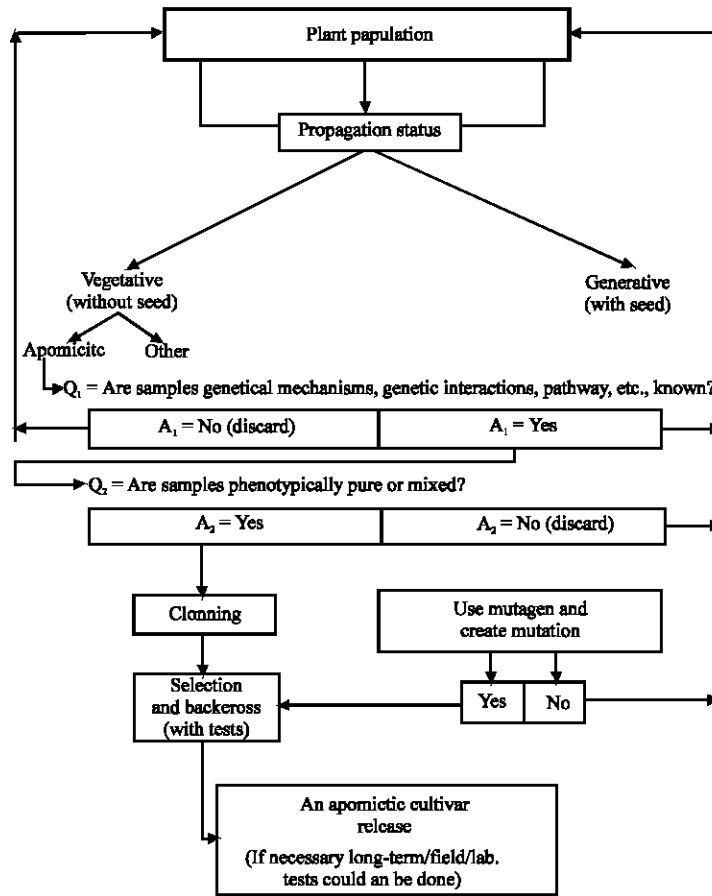 Plant papulation
Propagation status
Vegetative
(without seed)
Generative
(with seed)
Apomicitc
Other
Q₁ = Are samples genetical mechanisms, genetic interactions, pathway, etc., known?
A₁ = No (discard)
A₁ = Yes
Q₂ = Are samples phenotypically pure or mixed?
A₂ = Yes
A₂ = No (discard)
Clonning
Use mutagen and
create mutation
Selection
and backeross
(with tests)
Yes
No
An apomictic cultivar
relcase
(If necessary long-term/field/lab.
tests could an be done)